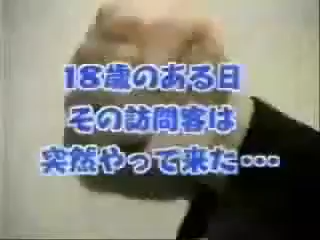 18歳のある日
その訪問客は
突然やって来た・・・